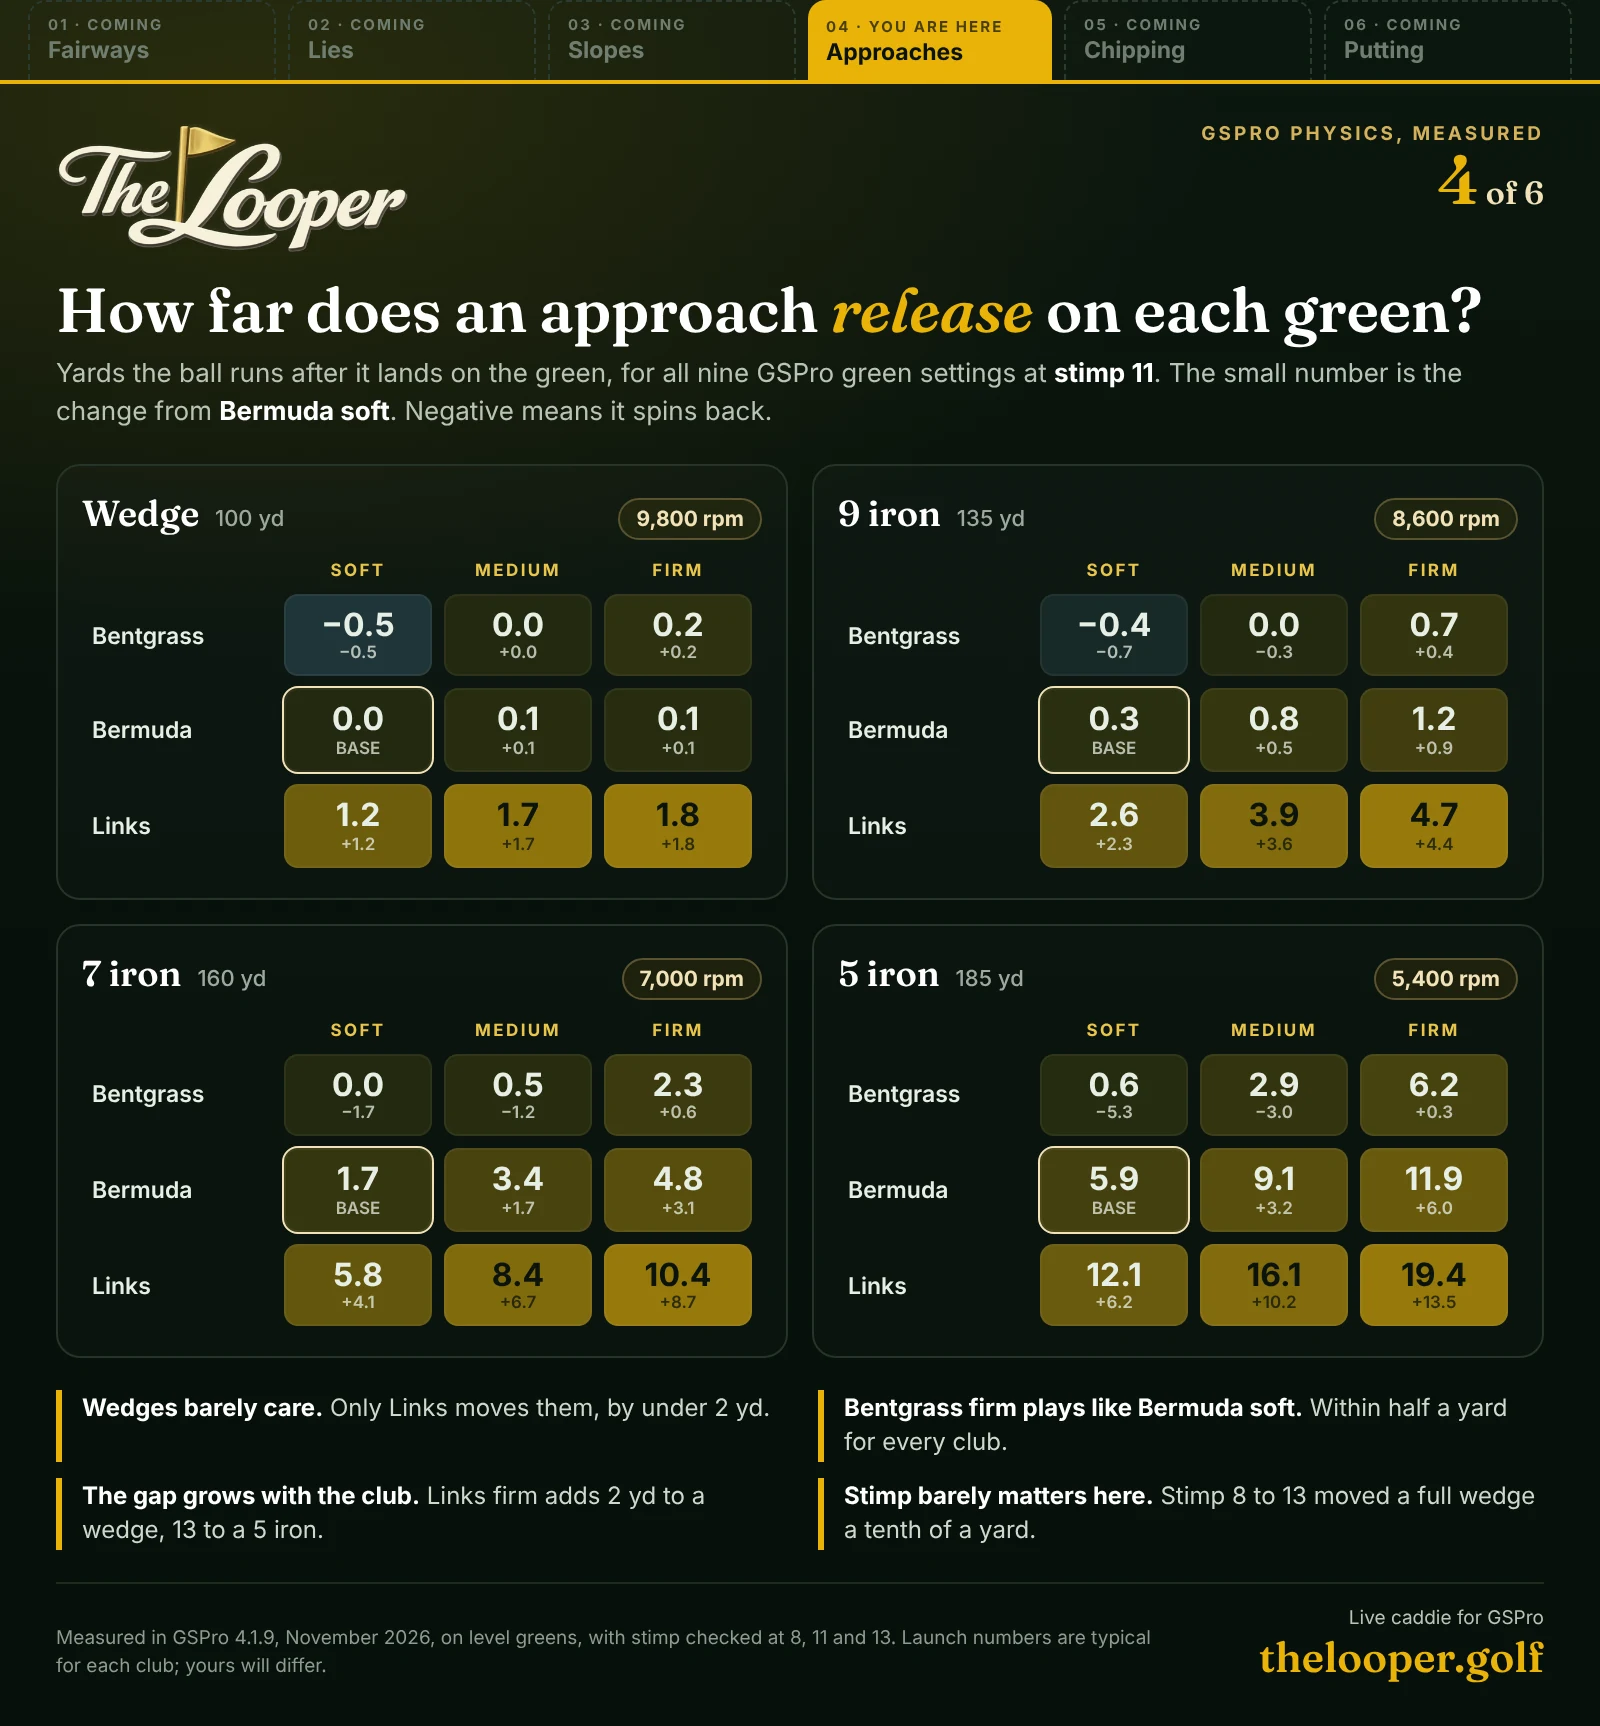 01 · COMING
Fairways
02 · COMING
Lies
03 · COMING
Slopes
04 · YOU ARE HERE
Approaches
05 · COMING
Chipping
06 · COMING
Putting
The Looper
GSPRO PHYSICS, MEASURED
4 of 6
How far does an approach release on each green?
Yards the ball runs after it lands on the green, for all nine GSPro green settings at stimp 11. The small number is the
change from Bermuda soft. Negative means it spins back.
Wedge 100 yd 9,800 rpm
SOFT MEDIUM FIRM
Bentgrass −0.5 0.0 0.2
−0.5 +0.0 +0.2
Bermuda 0.0 0.1 0.1
BASE +0.1 +0.1
Links 1.2 1.7 1.8
+1.2 +1.7 +1.8
9 iron 135 yd 8,600 rpm
SOFT MEDIUM FIRM
Bentgrass −0.4 0.0 0.7
−0.7 −0.3 +0.4
Bermuda 0.3 0.8 1.2
BASE +0.5 +0.9
Links 2.6 3.9 4.7
+2.3 +3.6 +4.4
7 iron 160 yd 7,000 rpm
SOFT MEDIUM FIRM
Bentgrass 0.0 0.5 2.3
−1.7 −1.2 +0.6
Bermuda 1.7 3.4 4.8
BASE +1.7 +3.1
Links 5.8 8.4 10.4
+4.1 +6.7 +8.7
5 iron 185 yd 5,400 rpm
SOFT MEDIUM FIRM
Bentgrass 0.6 2.9 6.2
−5.3 −3.0 +0.3
Bermuda 5.9 9.1 11.9
BASE +3.2 +6.0
Links 12.1 16.1 19.4
+6.2 +10.2 +13.5
Wedges barely care. Only Links moves them, by under 2 yd.
Bentgrass firm plays like Bermuda soft. Within half a yard
for every club.
The gap grows with the club. Links firm adds 2 yd to a
wedge, 13 to a 5 iron.
Stimp barely matters here. Stimp 8 to 13 moved a full wedge
a tenth of a yard.
Measured in GSPro 4.1.9, November 2026, on level greens, with stimp checked at 8, 11 and 13. Launch numbers are typical
for each club; yours will differ.
Live caddie for GSPro
thelooper.golf